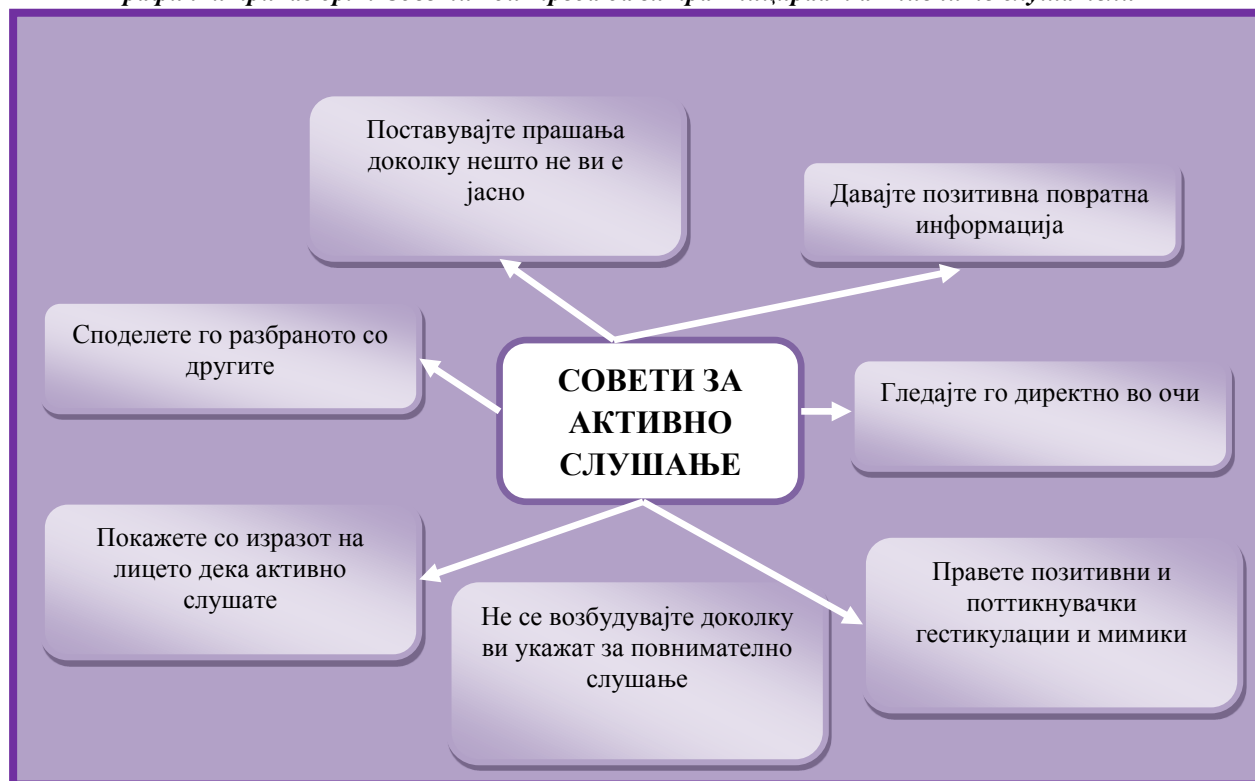 Поставувајте прашања
доколку нешто не ви е
јасно
Давајте позитивна повратна
информација
Споделете го разбраното со
другите
СОВЕТИ ЗА
АКТИВНО
СЛУШАЊЕ
Гледајте го директно во очи
Покажете со изразот на
лицето дека активно
слушате
Не се возбудувајте доколку
ви укажат за повнимателно
слушање
Правете позитивни и
поттикнувачки
гестикулации и мимики